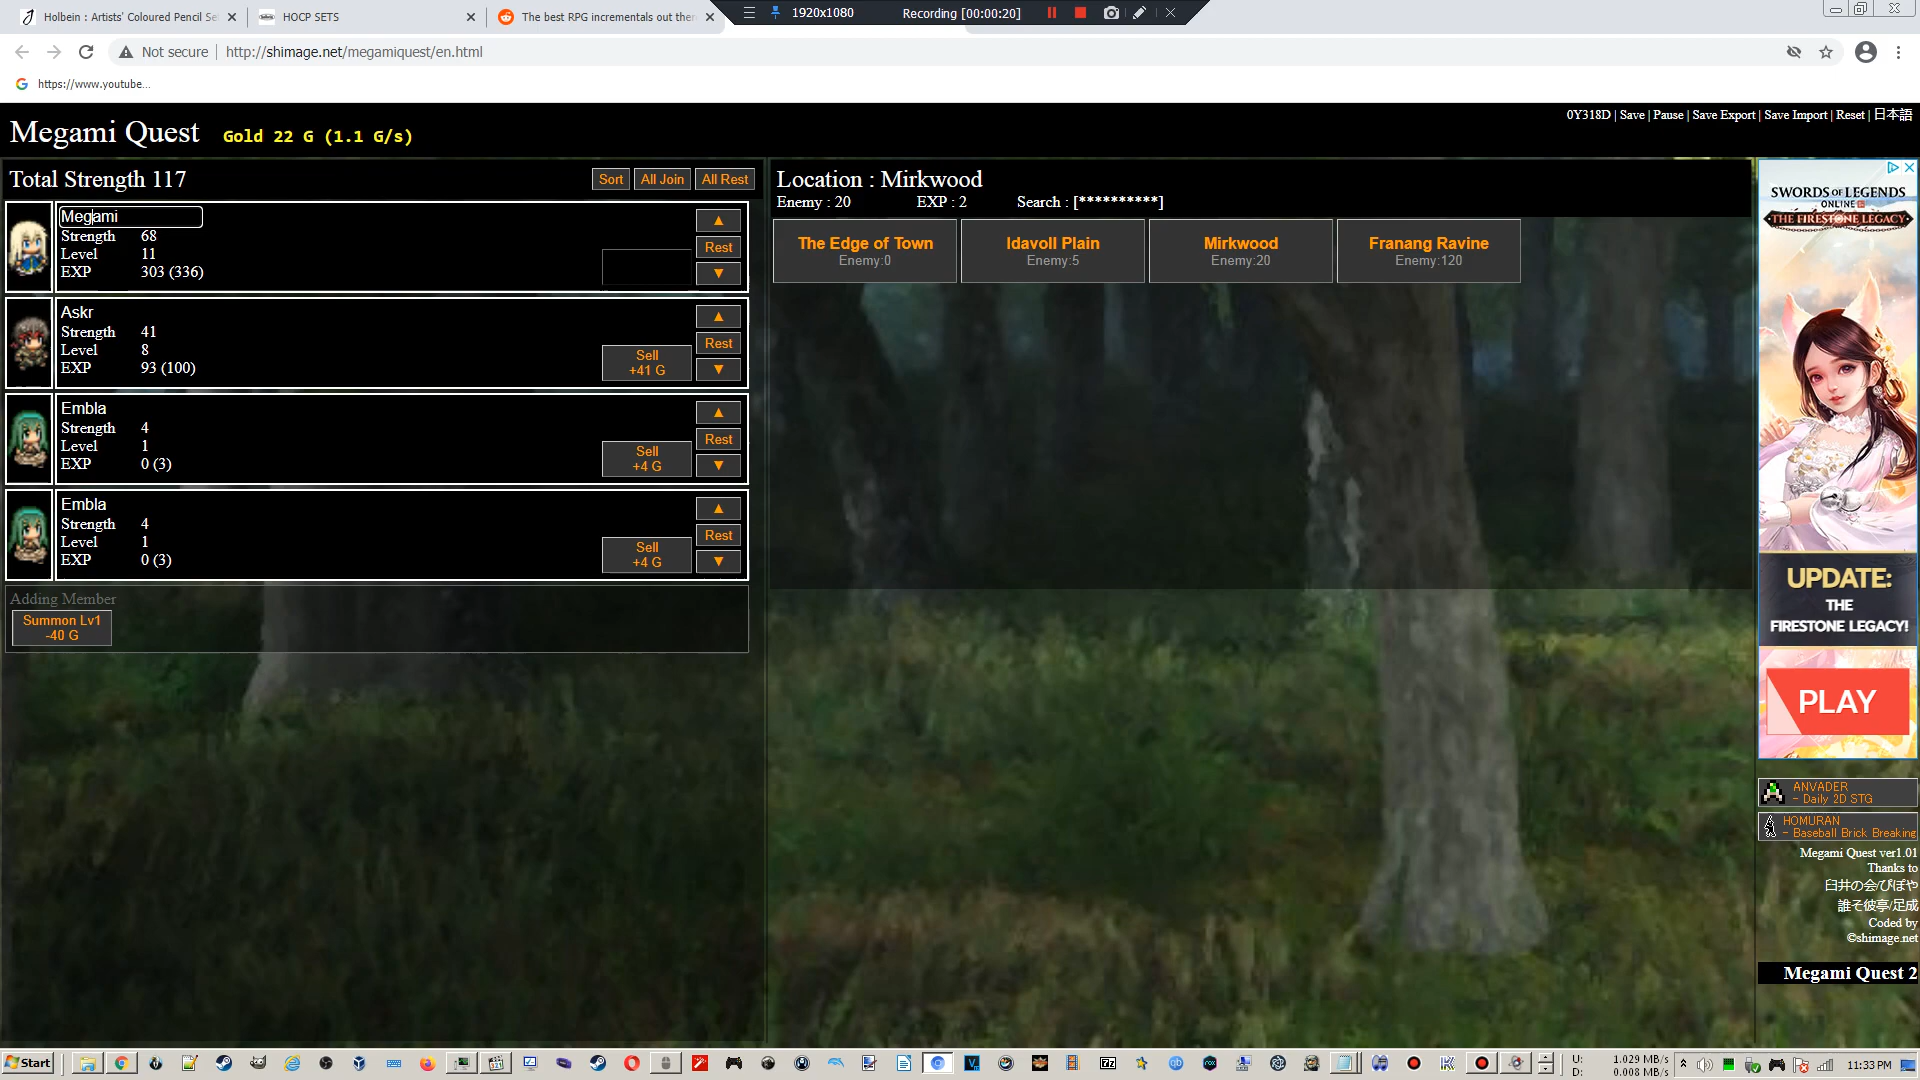 Holbein : Artists' Coloured Pencil Se
HOCP SETS
The best RPG incrementals out ther
1920x1080
Recording [00:00:20]
Not secure
http://shimage.net/megamiquest/en.html
https://www.youtube...
Megami Quest
Gold 22 G (1.1 G/s)
0Y318D | Save | Pause | Save Export | Save Import | Reset | 日本語
Total Strength 117
Sort
All Join
All Rest
Megami
Strength 68
Level 11
EXP 303 (336)
▲
Rest
▼
Askr
Strength 41
Level 8
EXP 93 (100)
Sell
+41 G
▲
Rest
▼
Embla
Strength 4
Level 1
EXP 0 (3)
Sell
+4 G
▲
Rest
▼
Embla
Strength 4
Level 1
EXP 0 (3)
Sell
+4 G
▲
Rest
▼
Adding Member
Summon Lv1
-40 G
Location : Mirkwood
Enemy : 20 EXP : 2 Search : [**********]
The Edge of Town
Enemy:0
Idavoll Plain
Enemy:5
Mirkwood
Enemy:20
Franang Ravine
Enemy:120
SWORDS OF LEGENDS
ONLINE
THE FIRESTONE LEGACY
UPDATE:
THE
FIRESTONE LEGACY!
PLAY
ANVADER
- Daily 2D STG
HOMURAN
- Baseball Brick Breaking
Megami Quest ver1.01
Thanks to
臼井の会/ぴぽや
誰そ彼亭/足成
Coded by
©shimage.net
Megami Quest 2
Start
U: 1.029 MB/s
D: 0.008 MB/s
11:33 PM